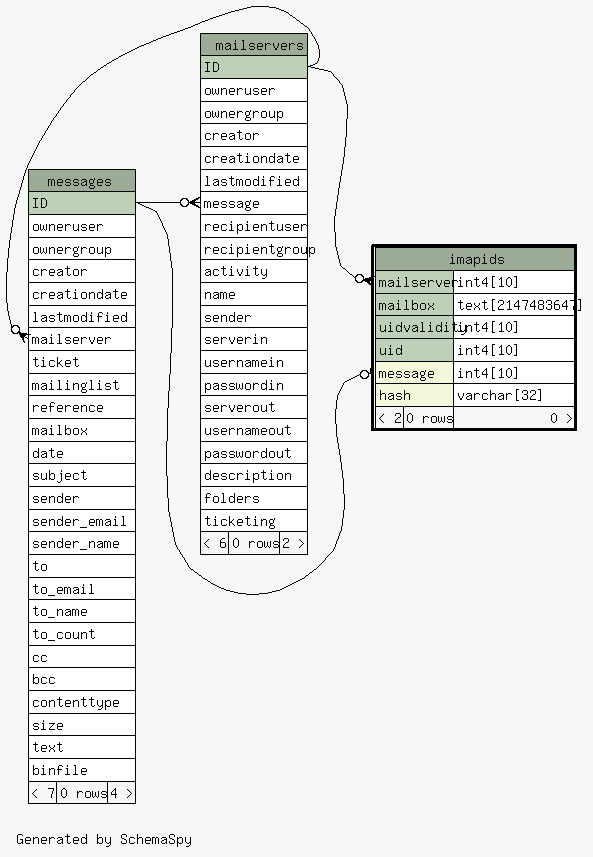 mailservers
ID
owneruser
ownergroup
creator
creationdate
lastmodified
message
recipientuser
recipientgroup
activity
name
sender
serverin
usernamein
passwordin
serverout
usernameout
passwordout
description
folders
ticketing
< 6 0 rows 2 >
messages
ID
owneruser
ownergroup
creator
creationdate
lastmodified
mailserver
ticket
mailinglist
reference
mailbox
date
subject
sender
sender_email
sender_name
to
to_email
to_name
to_count
cc
bcc
contenttype
size
text
binfile
< 7 0 rows 4 >
imapids
mailserver int4[10]
mailbox text[2147483647]
uidvalidity int4[10]
uid int4[10]
message int4[10]
hash varchar[32]
< 2 0 rows 0 >
Generated by SchemaSpy